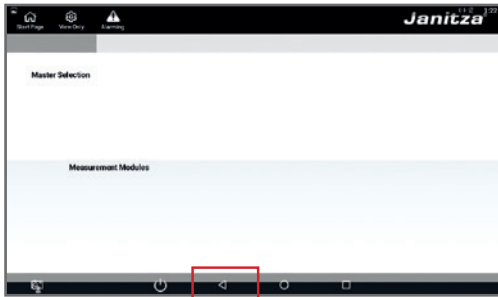 Janitza
Start Page
View Only
Alarming
Master Selection
Measurement Modules